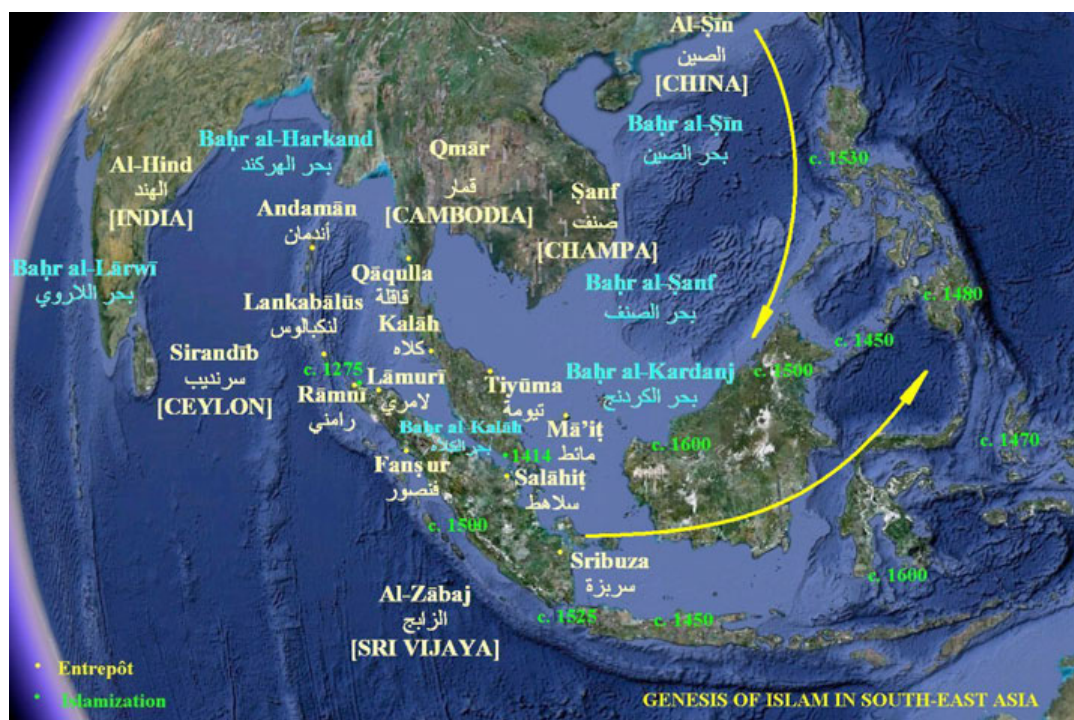 Al-Ṣīn
الصين
[CHINA]
Baḥr al-Ṣīn
بحر الصين
Baḥr al-Harkand
بحر الهركند
Qmār
قمار
[CAMBODIA]
Al-Hind
الهند
[INDIA]
Ṣanf
صنف
[CHAMPA]
c. 1530
Andamān
أندمان
Baḥr al-Lārwī
بحر اللاروي
Qāqulla
قاقلة
Baḥr al-Ṣanf
بحر الصنف
c. 1480
Lankabālūs
لنكبالوس
Kalāh
كلاه
c. 1450
Sirandīb
سرنديب
[CEYLON]
c. 1275
Rāmnī
رامني
Lāmurī
لامري
Tiyūma
تيومة
Baḥr al-Kardanj
بحر الكردنج
c. 1500
Baḥr al-Kalāh
بحر الكلاه
Mā'iṭ
مائط
c. 1600
c. 1470
Fanṣur
فنصور
1414
Salāhiṭ
سلاهط
c. 1500
Sribuza
سربزة
c. 1600
Al-Zābaj
الزابج
[SRI VIJAYA]
c. 1525
c. 1450
Entrepôt
Islamization
GENESIS OF ISLAM IN SOUTH-EAST ASIA